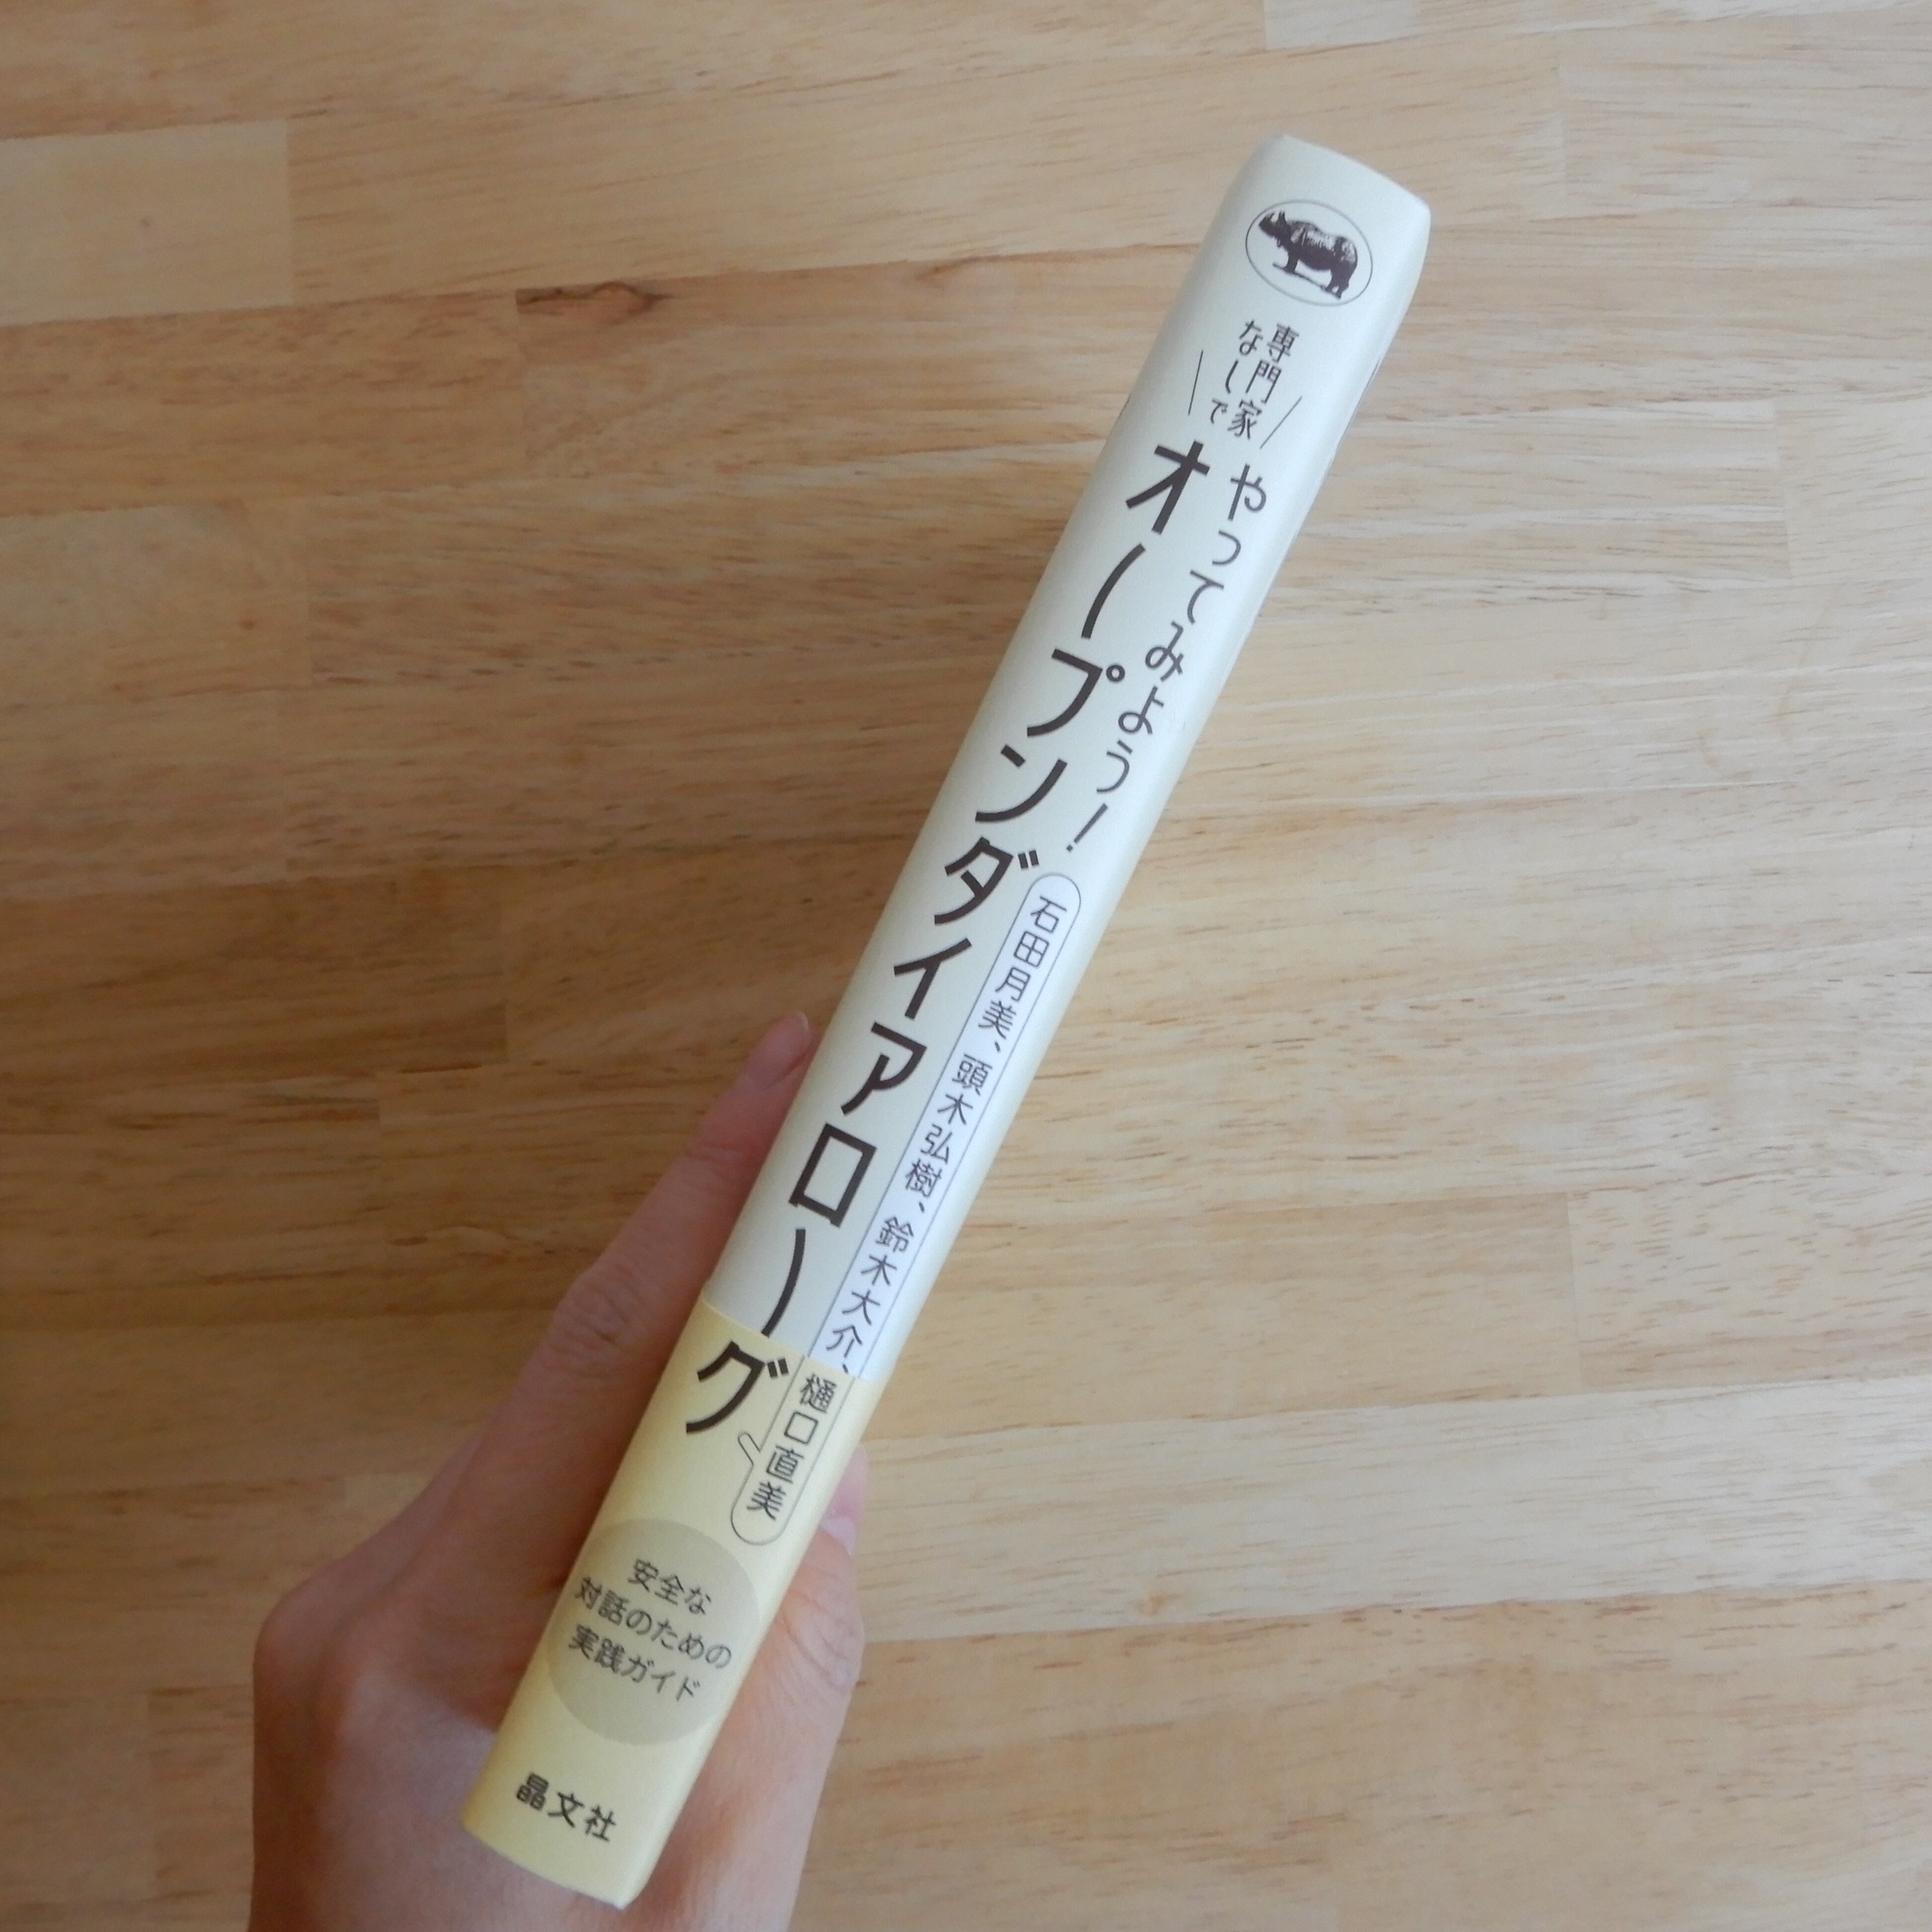 専門家
なしで
やってみよう!
オープンダイアローグ
石田月美、頭木弘樹、鈴木大介、樋口直美
安全な
対話のための
実践ガイド
晶文社